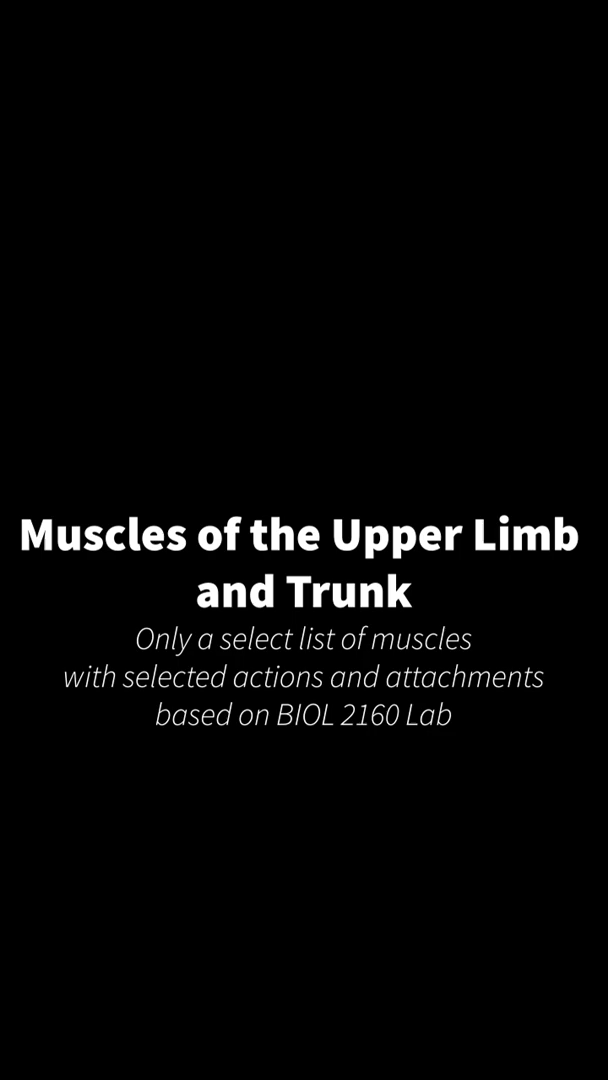 Muscles of the Upper Limb
and Trunk
Only a select list of muscles
with selected actions and attachments
based on BIOL 2160 Lab